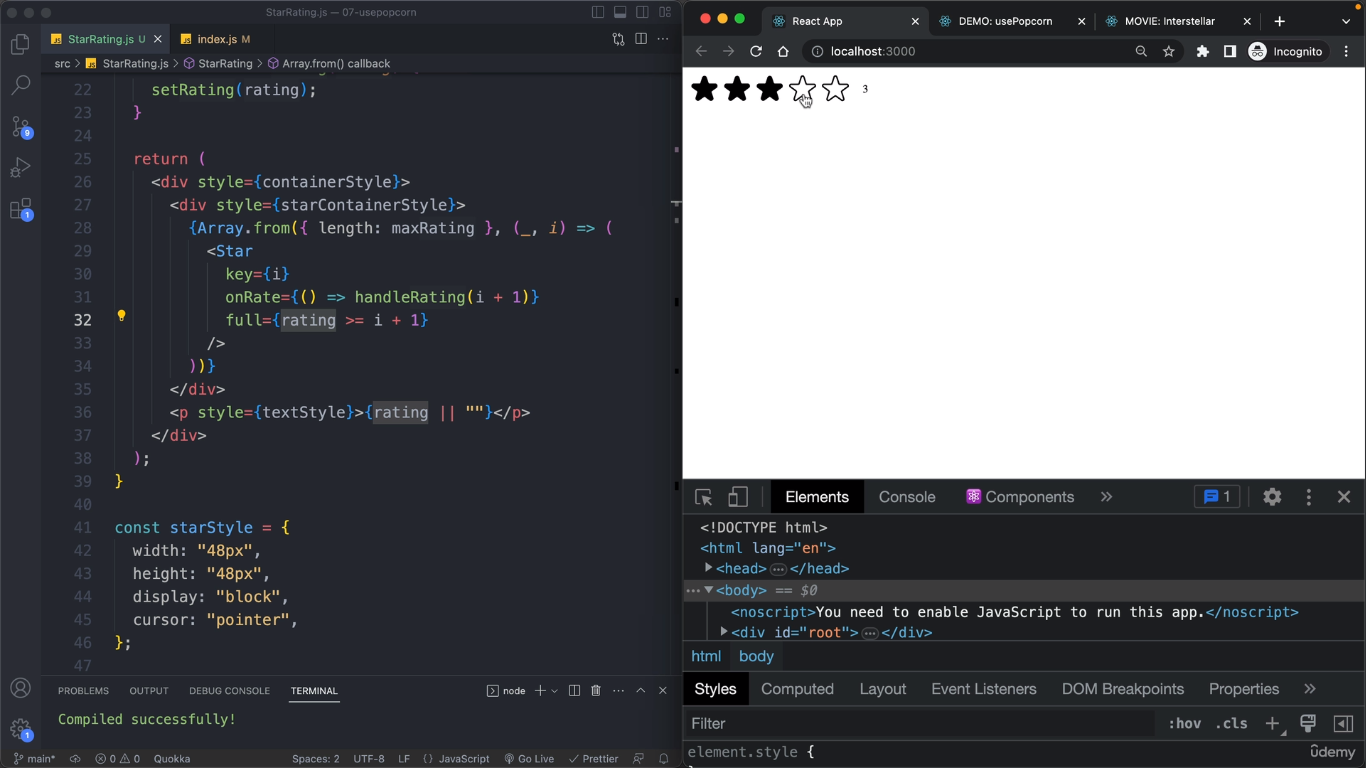 StarRating.js — 07-usepopcorn
StarRating.js U
index.js M
src > StarRating.js > StarRating > Array.from() callback
22 setRating(rating);
23 }
24
25 return (
26 <div style={containerStyle}>
27 <div style={starContainerStyle}>
28 {Array.from({ length: maxRating }, (_, i) => (
29 <Star
30 key={i}
31 onRate={() => handleRating(i + 1)}
32 full={rating >= i + 1}
33 />
34 ))}
35 </div>
36 <p style={textStyle}>{rating || ""}</p>
37 </div>
38 );
39 }
40
41 const starStyle = {
42 width: "48px",
43 height: "48px",
44 display: "block",
45 cursor: "pointer",
46 };
47
9
1
1
PROBLEMS OUTPUT DEBUG CONSOLE TERMINAL
node
Compiled successfully!
main* 0 0 Quokka Spaces: 2 UTF-8 LF {} JavaScript Go Live Prettier
React App
DEMO: usePopcorn
MOVIE: Interstellar
localhost:3000
Incognito
3
Elements Console Components » 1
<!DOCTYPE html>
<html lang="en">
<head> … </head>
<body> == $0
<noscript>You need to enable JavaScript to run this app.</noscript>
<div id="root"> … </div>
html body
Styles Computed Layout Event Listeners DOM Breakpoints Properties »
Filter :hov .cls
element.style {
ûdemy